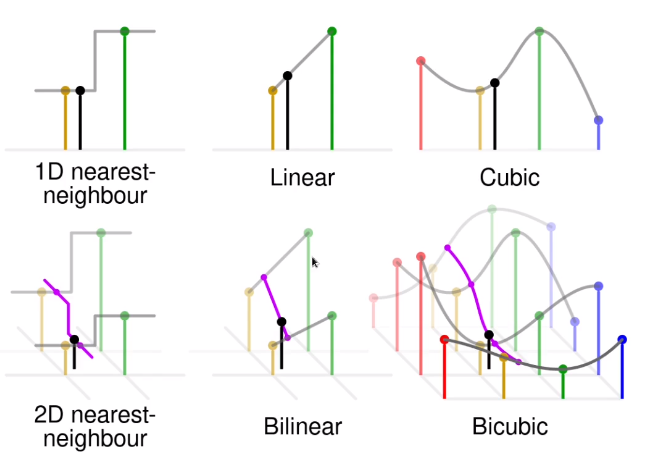 1D nearest-
neighbour
Linear
Cubic
2D nearest-
neighbour
Bilinear
Bicubic